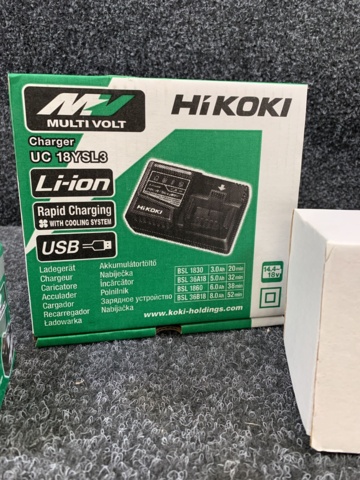 MV
MULTI VOLT
HiKOKI
Charger
UC 18YSL3
Li-ion
Rapid Charging
WITH COOLING SYSTEM
USB
HiKOKI
Ladegerät
Chargeur
Caricatore
Acculader
Cargador
Recarregador
Ładowarka
Akkumulátortöltő
Nabíječka
Încărcător
Polnilnik
Зарядное устройство
Nabíjačka
BSL 1830 3.0Ah 20min
BSL 36A18 5.0Ah 32min
BSL 1860 6.0Ah 38min
BSL 36B18 8.0Ah 52min
14.4-
18V
www.koki-holdings.com